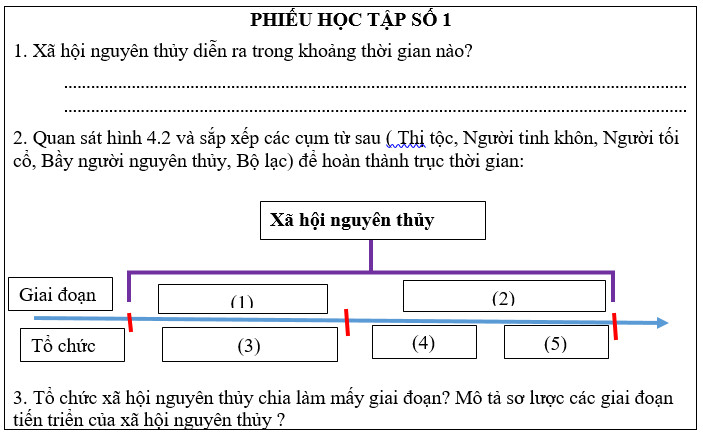 PHIẾU HỌC TẬP SỐ 1
1. Xã hội nguyên thủy diễn ra trong khoảng thời gian nào?
2. Quan sát hình 4.2 và sắp xếp các cụm từ sau ( Thị tộc, Người tinh khôn, Người tối
cổ, Bầy người nguyên thủy, Bộ lạc) để hoàn thành trục thời gian:
Xã hội nguyên thủy
Giai đoạn
(1)
(2)
Tổ chức
(3)
(4)
(5)
3. Tổ chức xã hội nguyên thủy chia làm mấy giai đoạn? Mô tả sơ lược các giai đoạn
tiến triển của xã hội nguyên thủy ?